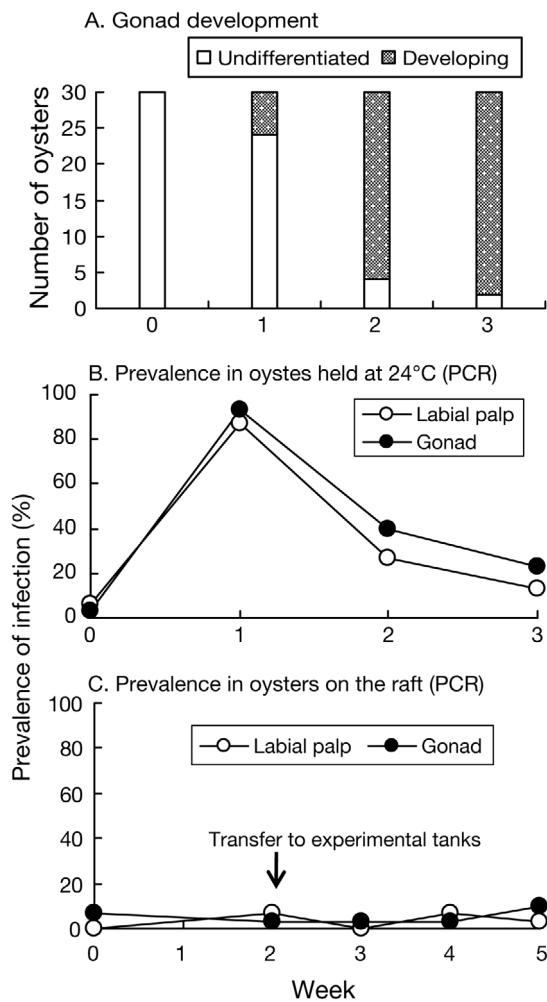 A. Gonad development
Undifferentiated Developing
Number of oysters
30
25
20
15
10
5
0
0 1 2 3
B. Prevalence in oystes held at 24°C (PCR)
Labial palp
Gonad
100
80
60
40
20
0
0 1 2 3
Prevalence of infection (%)
C. Prevalence in oysters on the raft (PCR)
Labial palp Gonad
100
80
60
40
20
0
Transfer to experimental tanks
0 1 2 3 4 5
Week